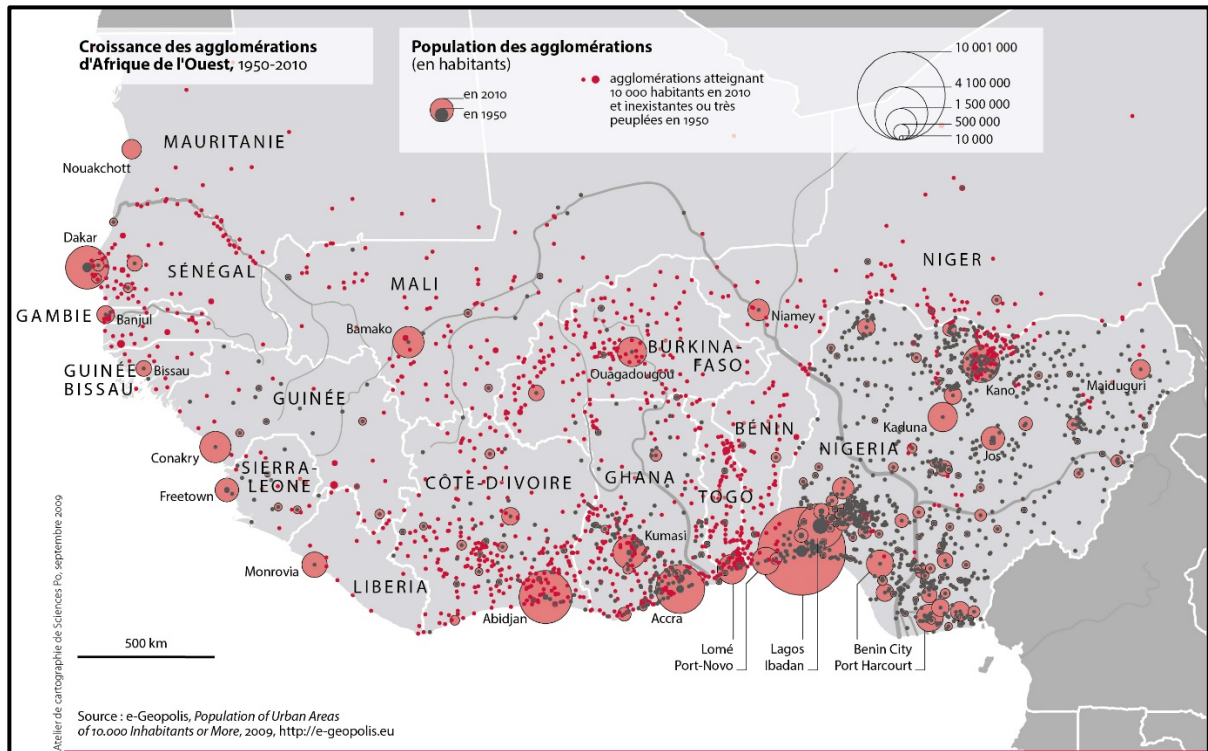 Croissance des agglomérations
d'Afrique de l'Ouest, 1950-2010
Population des agglomérations
(en habitants)
en 2010
en 1950
agglomérations atteignant
10 000 habitants en 2010
et inexistantes ou très
peuplées en 1950
10 001 000
4 100 000
1 500 000
500 000
10 000
MAURITANIE
Nouakchott
Dakar
SÉNÉGAL
MALI
NIGER
GAMBIE
Banjul
Bamako
Niamey
GUINÉE
BISSAU
Bissau
BURKINA-
FASO
Ouagadougou
Kano
Maiduguri
GUINÉE
Kaduna
BÉNIN
NIGERIA
Jos
Conakry
SIERRA-
LEONE
CÔTE-D'IVOIRE
GHANA
TOGO
Freetown
Kumasi
Monrovia
LIBERIA
Abidjan
Accra
Lomé
Port-Novo
Lagos
Ibadan
Benin City
Port Harcourt
500 km
Source : e-Geopolis, Population of Urban Areas
of 10.000 Inhabitants or More, 2009, http://e-geopolis.eu
Atelier de cartographie de Sciences Po, septembre 2009